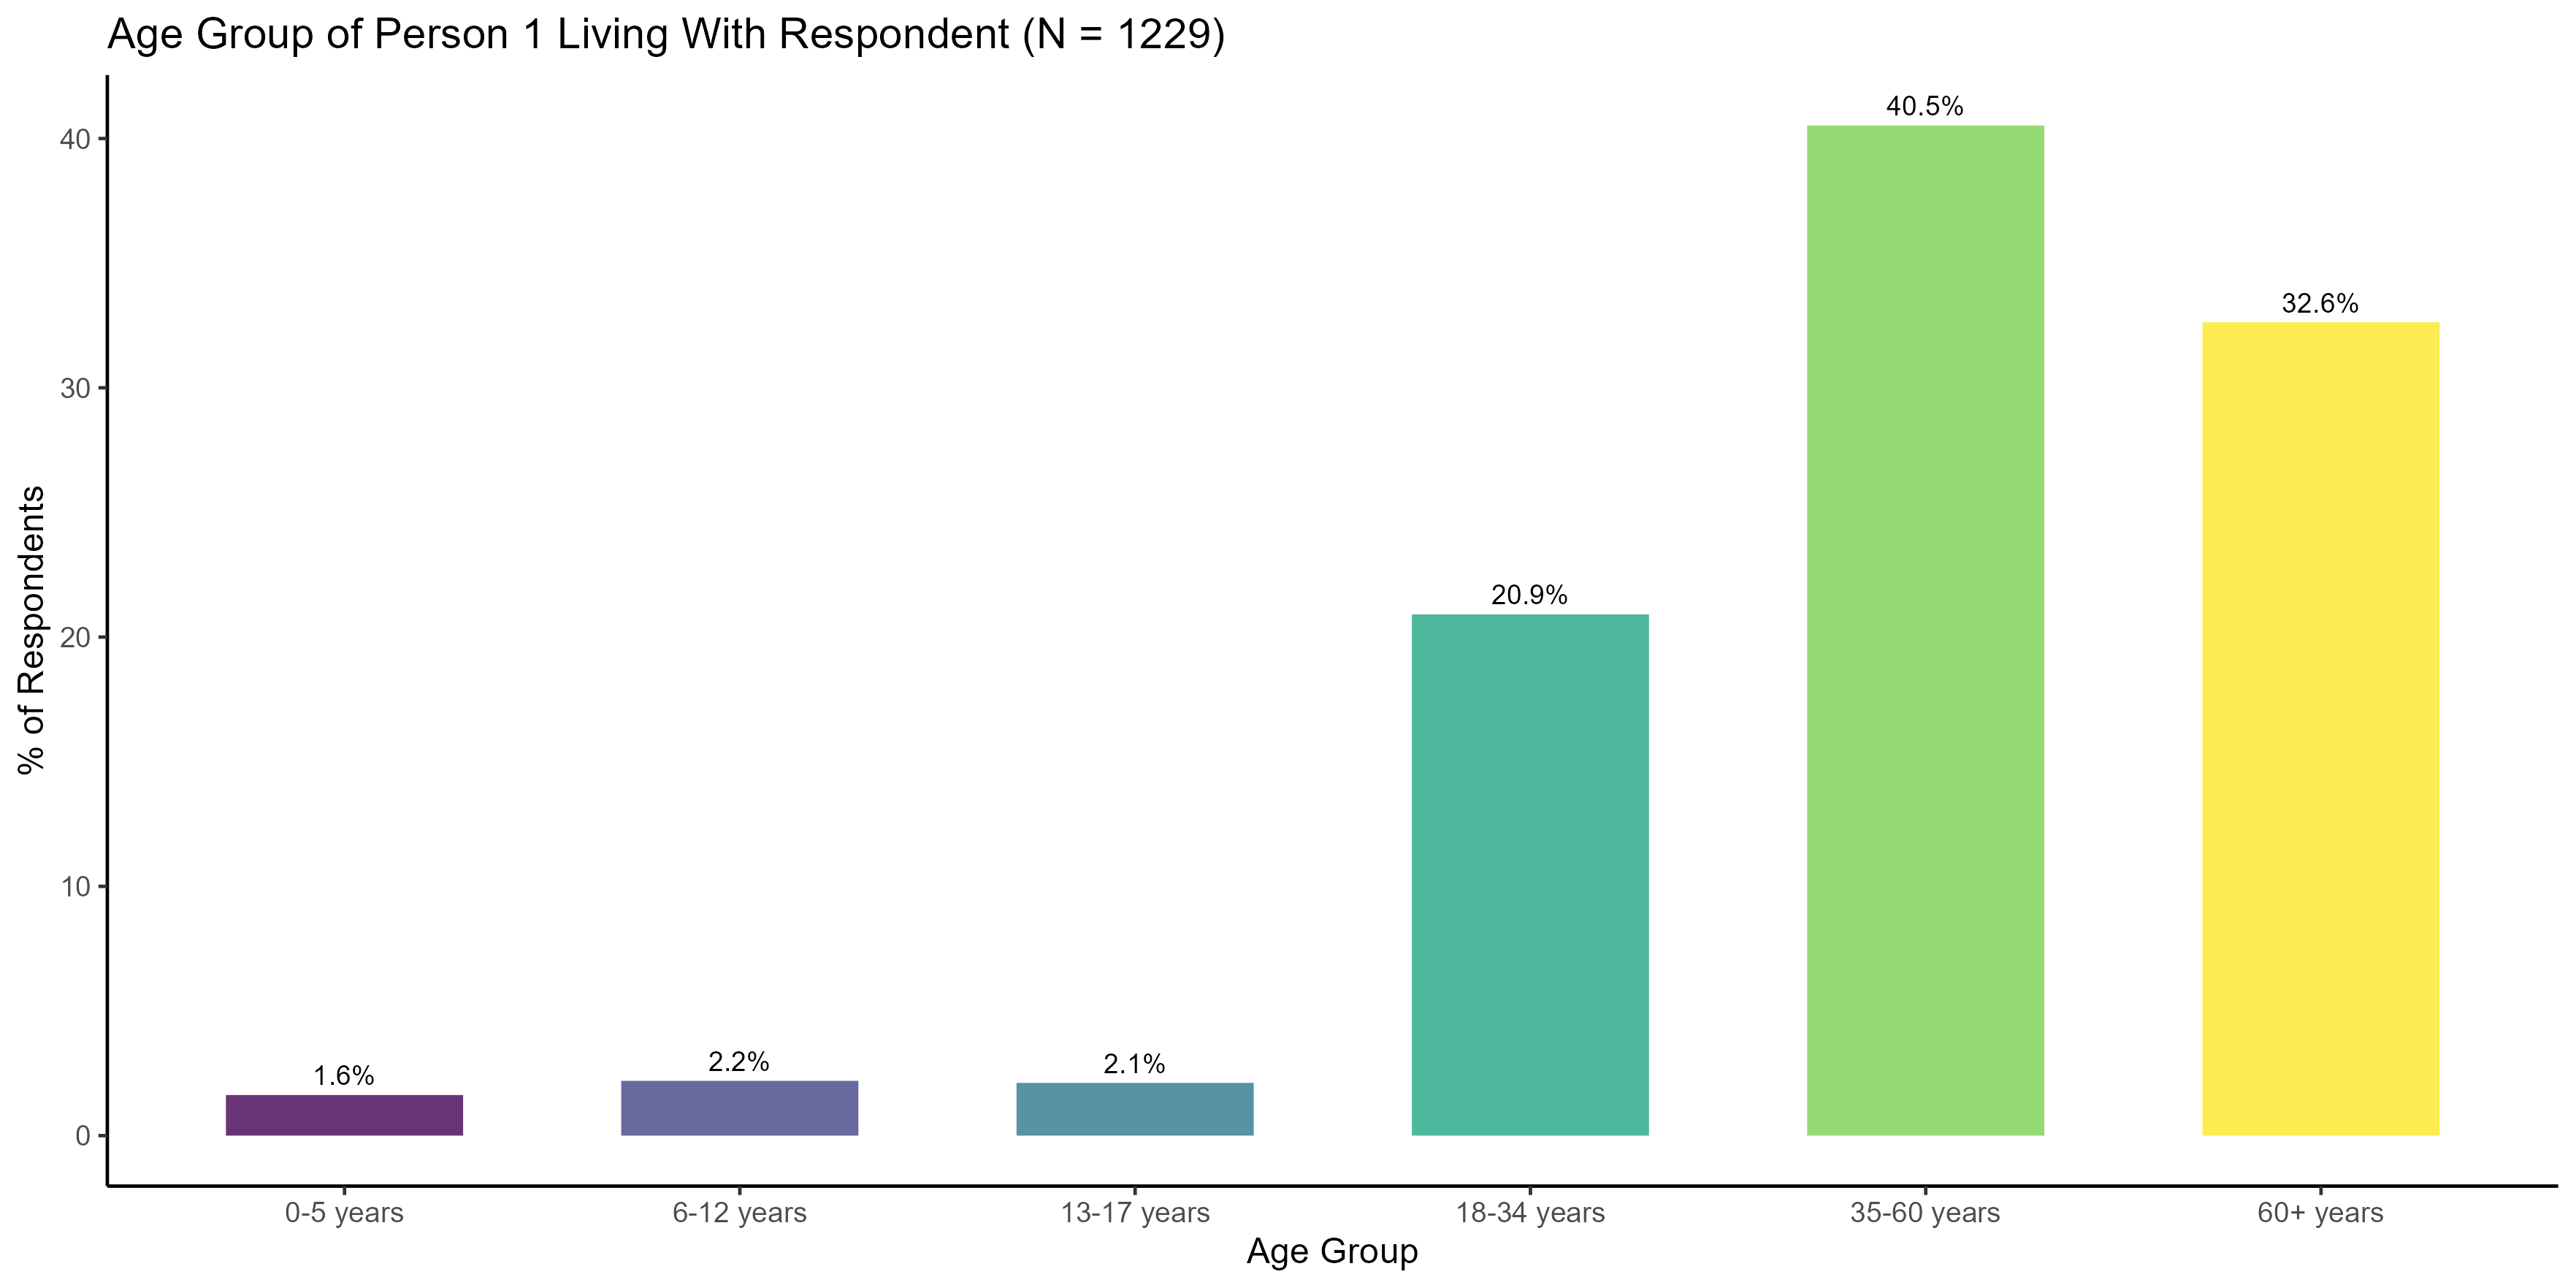 Age Group of Person 1 Living With Respondent (N = 1229)
% of Respondents
40
30
20
10
0
1.6%
2.2%
2.1%
20.9%
40.5%
32.6%
0-5 years
6-12 years
13-17 years
18-34 years
35-60 years
60+ years
Age Group